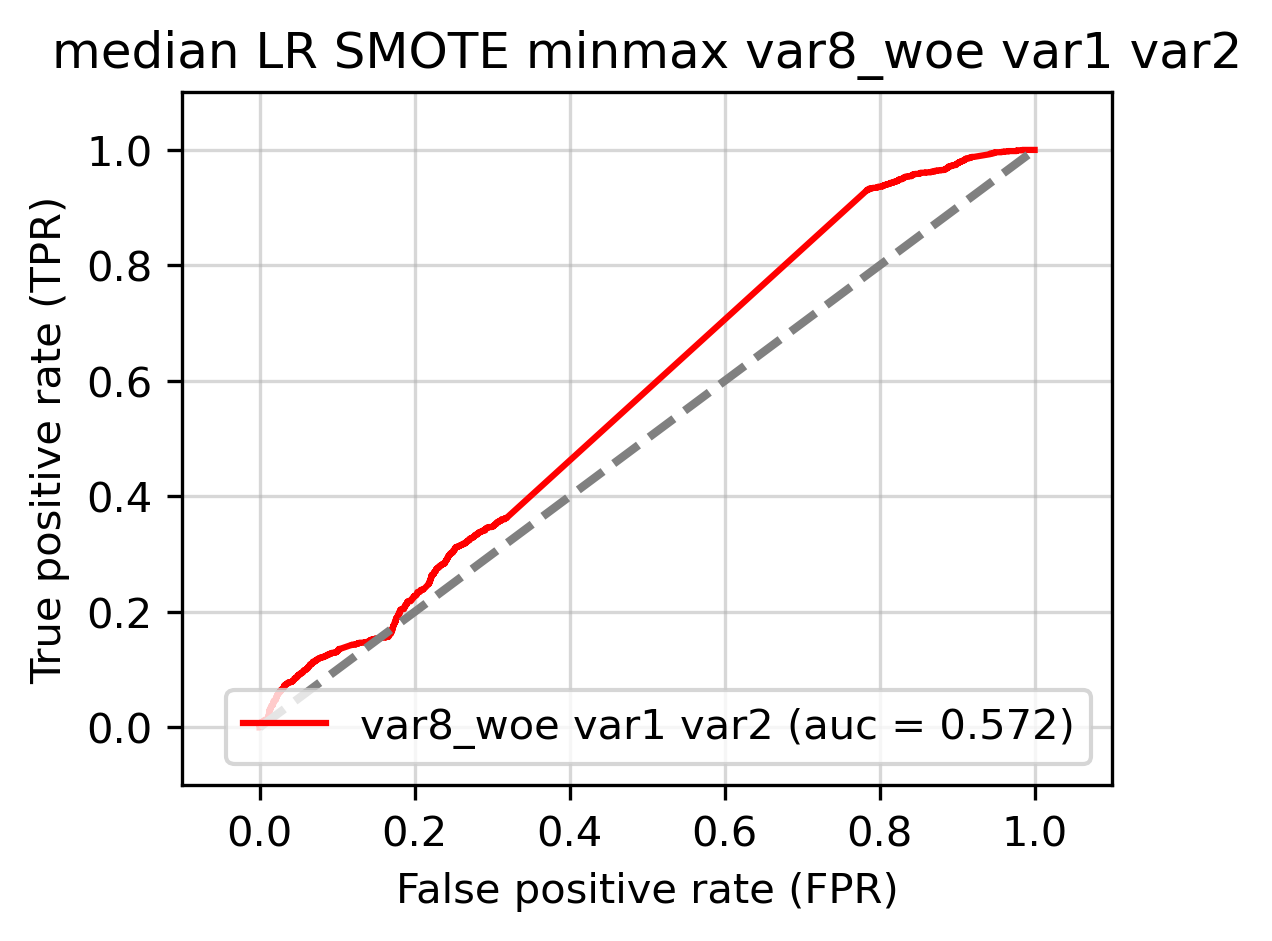 median LR SMOTE minmax var8_woe var1 var2
True positive rate (TPR)
1.0
0.8
0.6
0.4
0.2
0.0
var8_woe var1 var2 (auc = 0.572)
0.0 0.2 0.4 0.6 0.8 1.0
False positive rate (FPR)